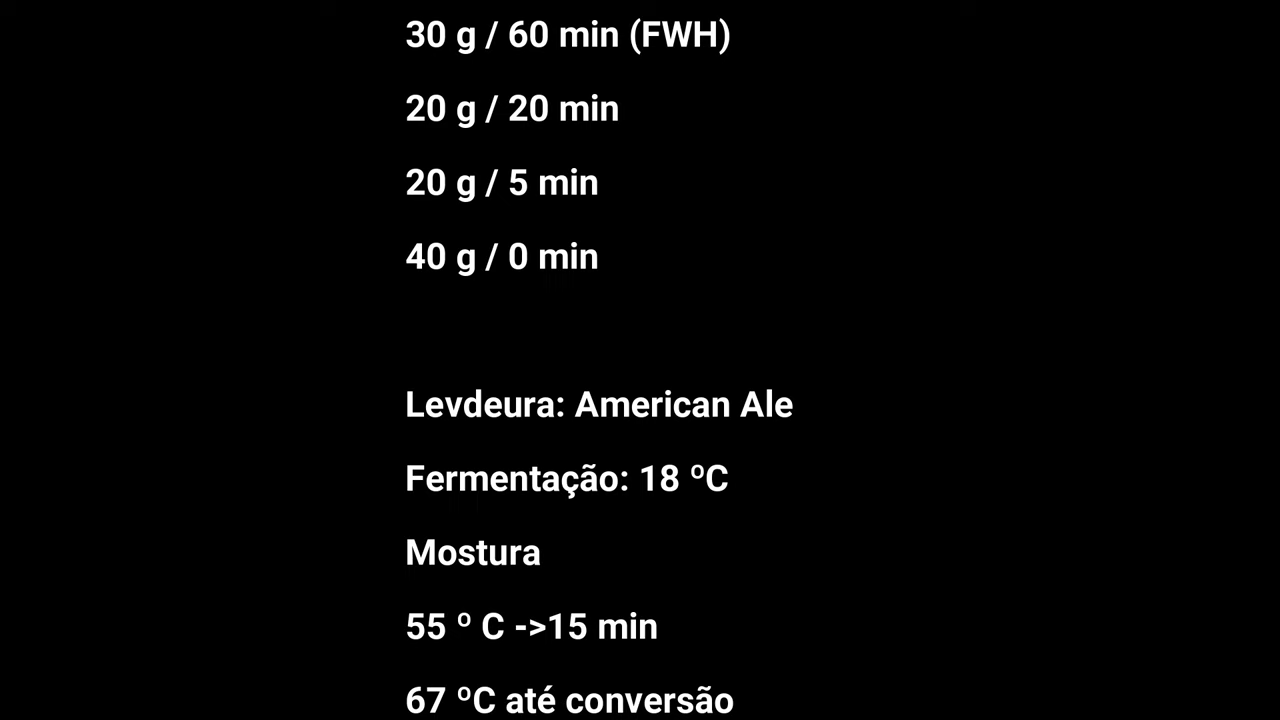 30 g / 60 min (FWH)
20 g / 20 min
20 g / 5 min
40 g / 0 min
Levdeura: American Ale
Fermentação: 18 ºC
Mostura
55 º C ->15 min
67 ºC até conversão